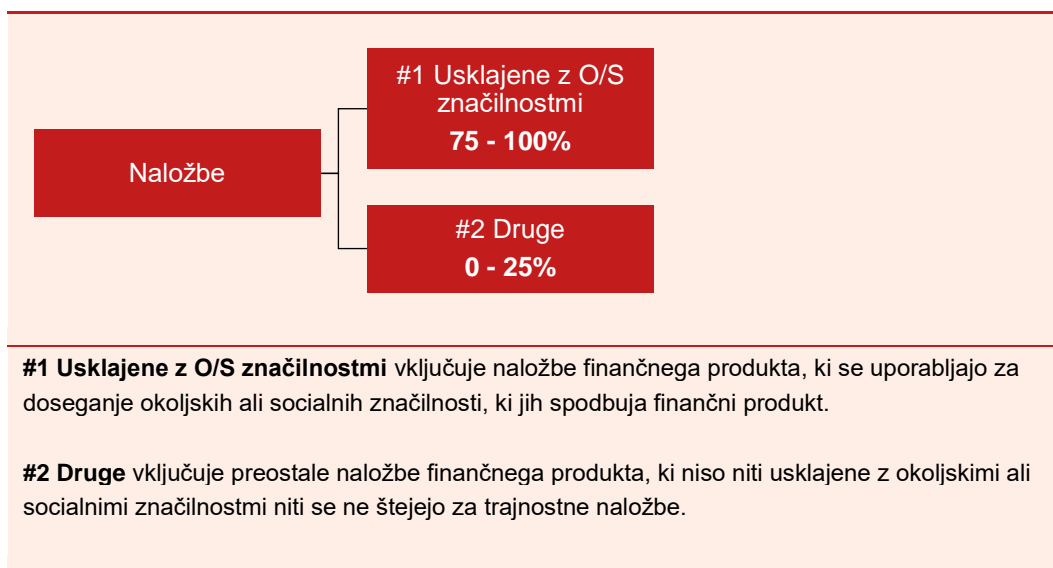 #1 Usklajene z O/S
značilnostmi
75 - 100%
Naložbe
#2 Druge
0 - 25%
#1 Usklajene z O/S značilnostmi vključuje naložbe finančnega produkta, ki se uporabljajo za
doseganje okoljskih ali socialnih značilnosti, ki jih spodbuja finančni produkt.
#2 Druge vključuje preostale naložbe finančnega produkta, ki niso niti usklajene z okoljskimi ali
socialnimi značilnostmi niti se ne štejejo za trajnostne naložbe.